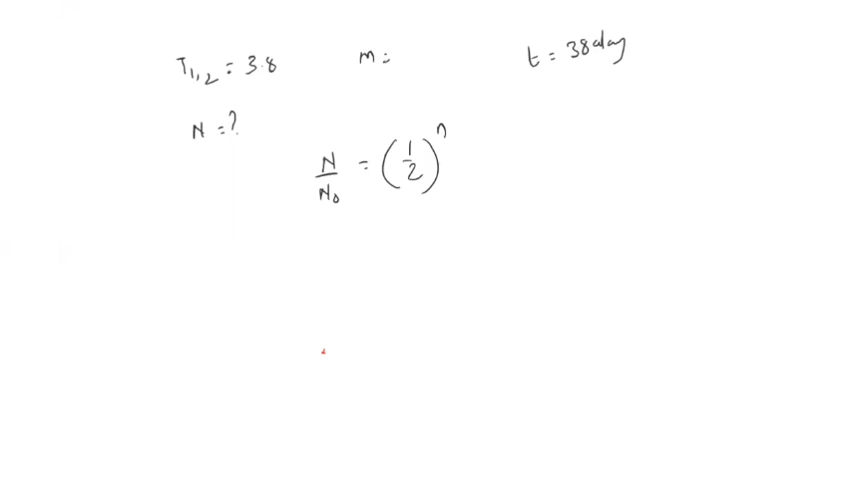 T1/2 = 3.8 m = t = 38 day
N = ?
N/N0 = (1/2)^n